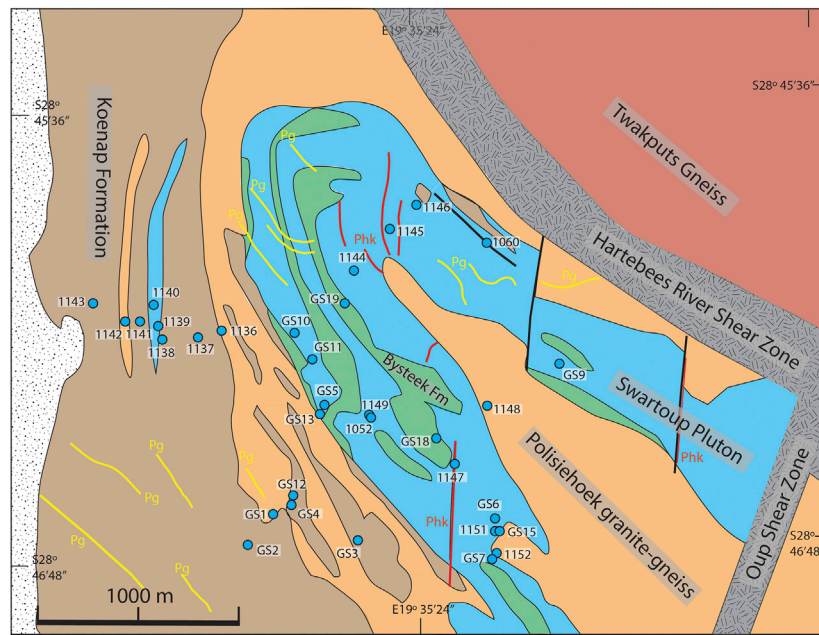 E19° 35'24"
S28°
45'36"
S28°
45'36"
Koenap Formation
Twakputs Gneiss
Pg
Pg
Pg
1146
1145
Phk
1060
1144
Pg
Pg
Hartebees River Shear Zone
1143
1140
GS19
1142
1141
1139
1138
1137
1136
GS10
GS11
Bysteek Fm
GS9
Swartoup Pluton
GS5
GS13
1149
1052
1148
GS18
Polisiehoek granite-gneiss
Pg
Pg
Pg
1147
Phk
Oup Shear Zone
Pg
GS12
GS4
GS1
GS6
1151
GS15
Phk
Pg
GS2
GS3
GS7
1152
Pg
S28°
46'48"
S28°
46'48
1000 m
E19° 35'24"